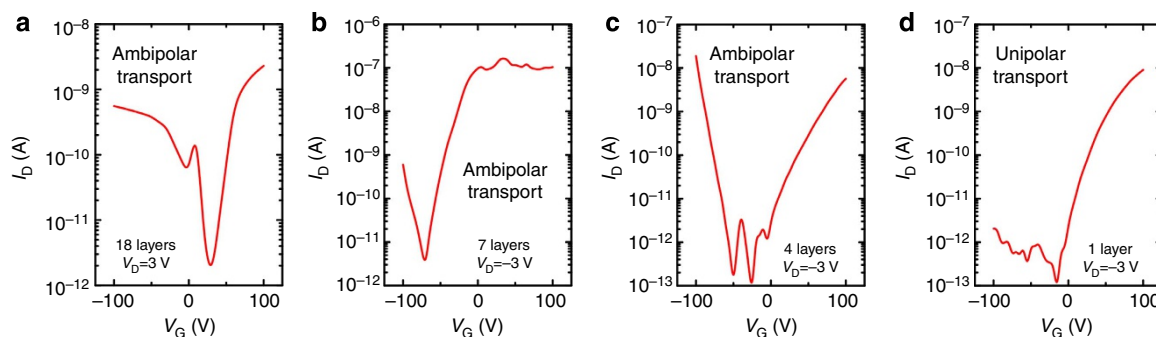 a
10⁻⁸
10⁻⁹
10⁻¹⁰
10⁻¹¹
10⁻¹²
I_D (A)
Ambipolar
transport
18 layers
V_D=3 V
−100 0 100
V_G (V)
b
10⁻⁶
10⁻⁷
10⁻⁸
10⁻⁹
10⁻¹⁰
10⁻¹¹
10⁻¹²
I_D (A)
Ambipolar
transport
7 layers
V_D=−3 V
−100 0 100
V_G (V)
c
10⁻⁷
10⁻⁸
10⁻⁹
10⁻¹⁰
10⁻¹¹
10⁻¹²
10⁻¹³
I_D (A)
Ambipolar
transport
4 layers
V_D=−3 V
−100 0 100
V_G (V)
d
10⁻⁷
10⁻⁸
10⁻⁹
10⁻¹⁰
10⁻¹¹
10⁻¹²
10⁻¹³
I_D (A)
Unipolar
transport
1 layer
V_D=−3 V
−100 0 100
V_G (V)